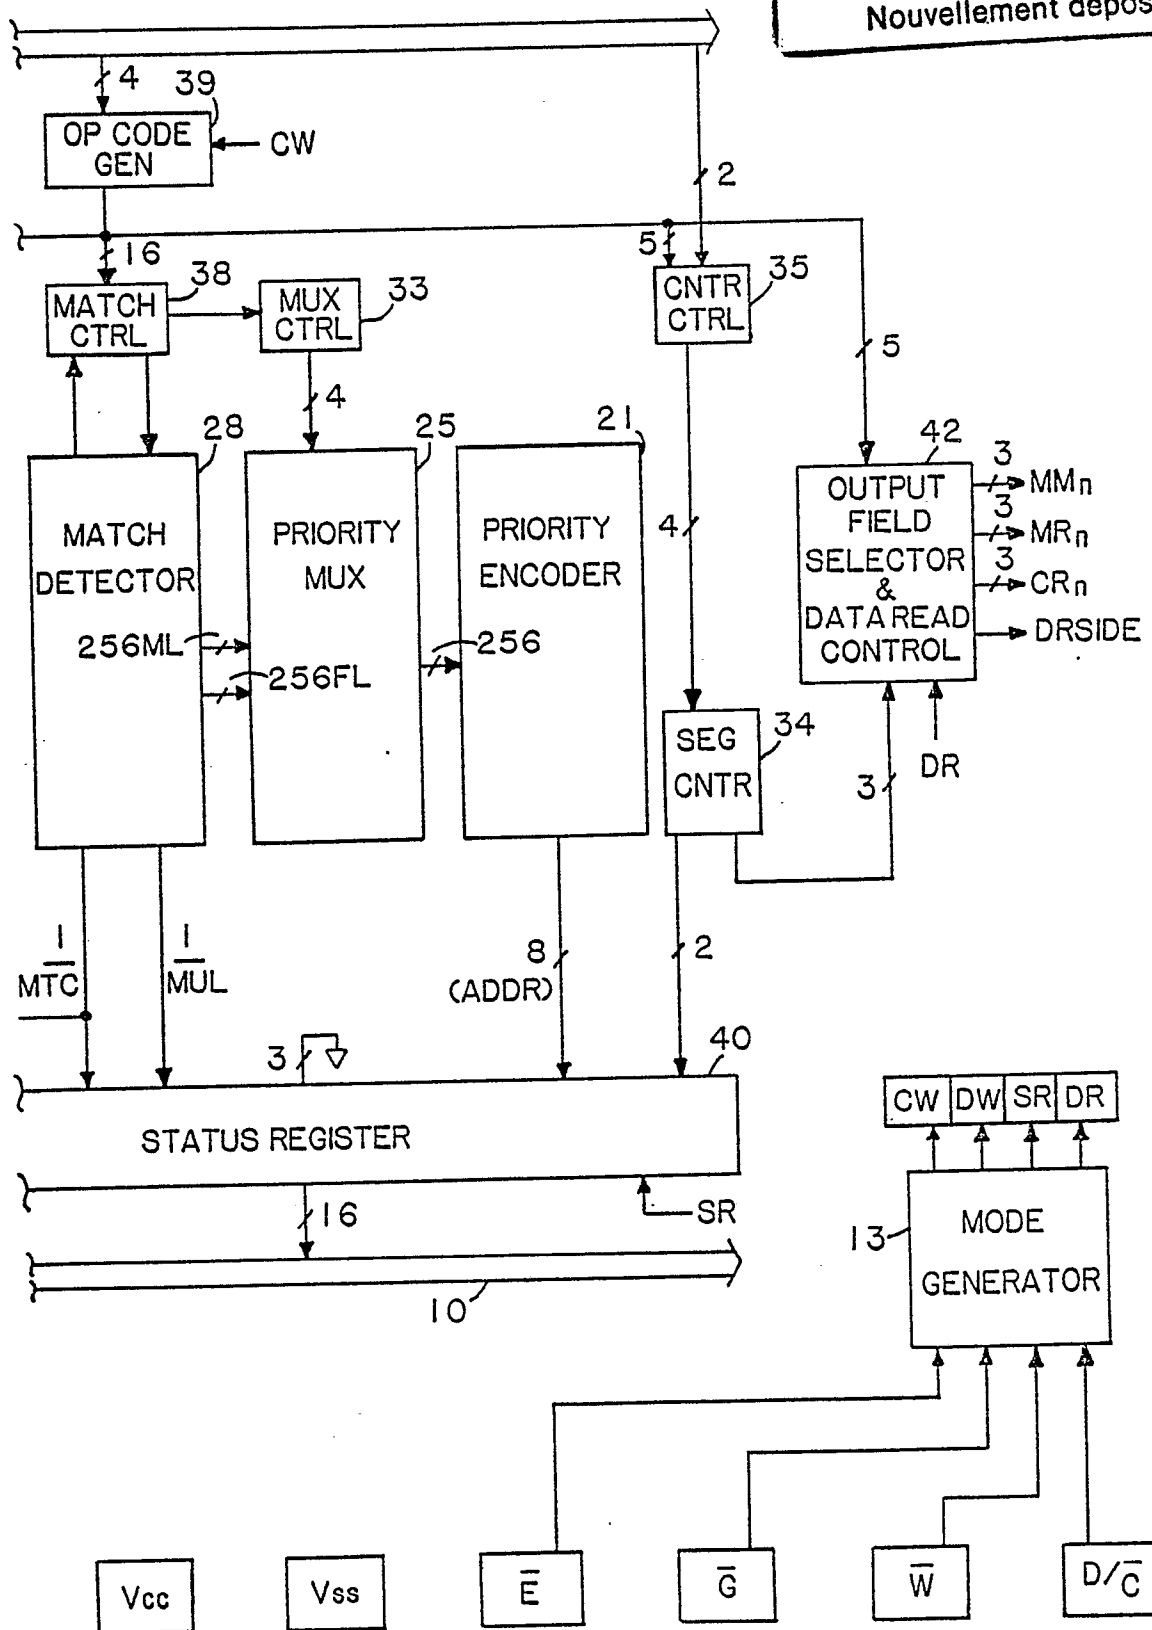 Nouvellement dépos
4
39
OP CODE
GEN
CW
2
16
5
38
MATCH
CTRL
MUX
CTRL
33
CNTR
CTRL
35
4
5
28
25
21
42
MATCH
DETECTOR
PRIORITY
MUX
PRIORITY
ENCODER
4
OUTPUT
FIELD
SELECTOR
&
DATA READ
CONTROL
3
MMn
3
MRn
3
CRn
DRSIDE
256ML
256FL
256
SEG
CNTR
34
3
DR
1
MTC
1
MUL
8
(ADDR)
2
3
40
STATUS REGISTER
CW DW SR DR
16
SR
10
13
MODE
GENERATOR
Vcc
Vss
E̅
G̅
W̅
D/C̅